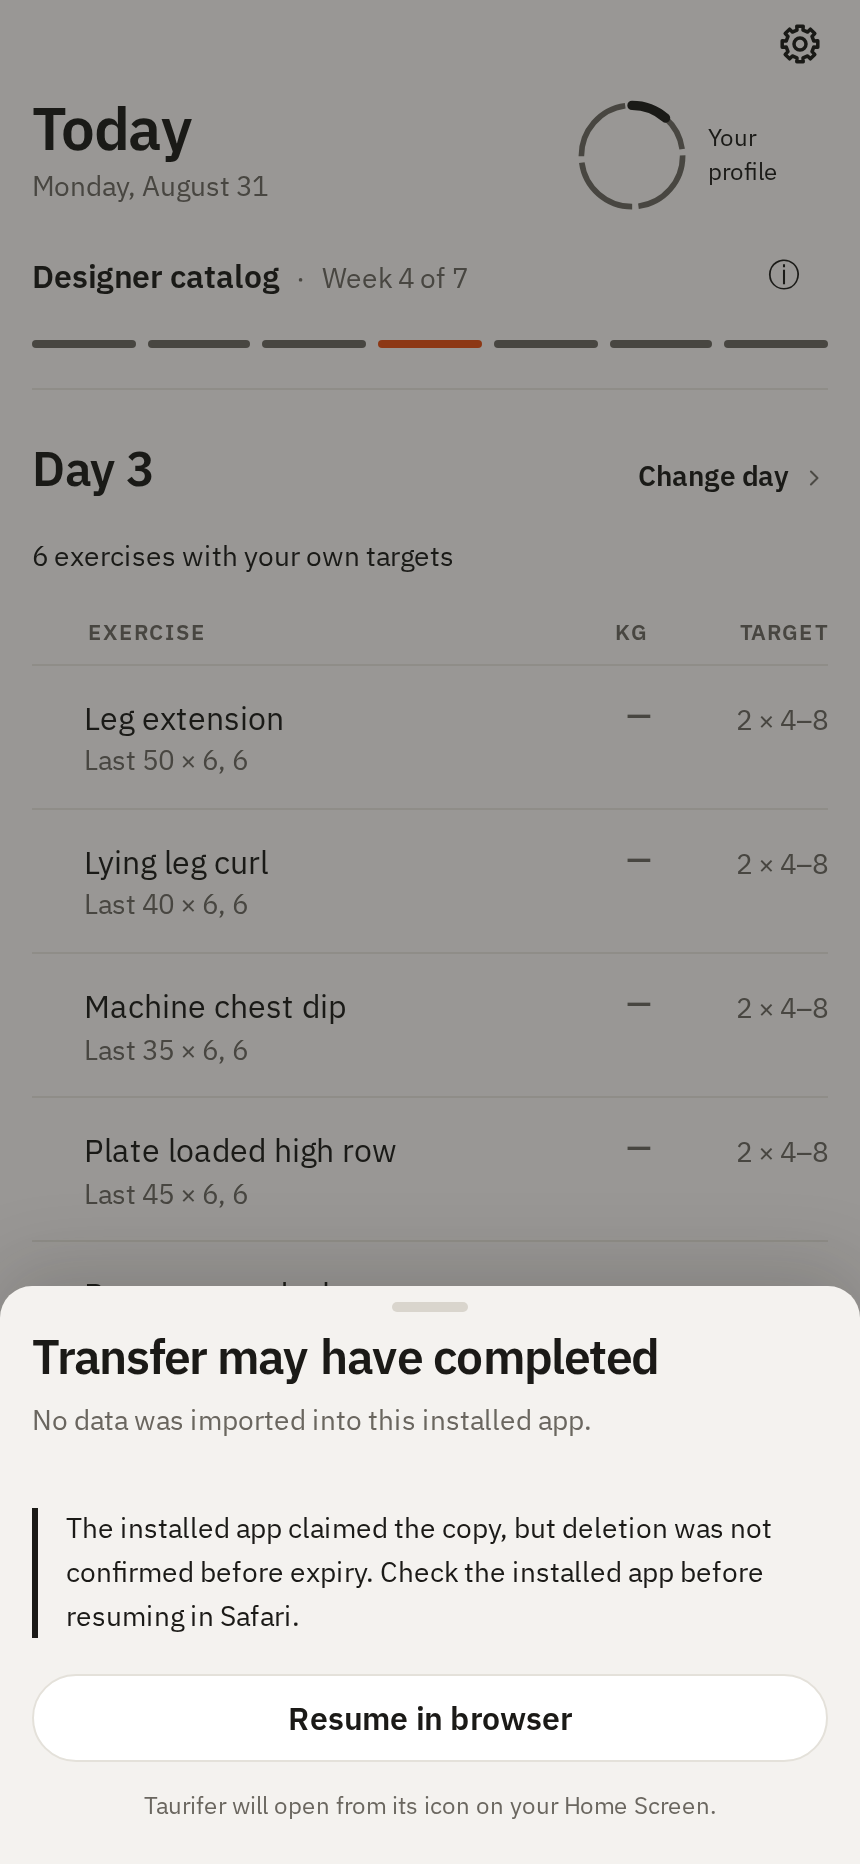 Today
Monday, August 31
Your
profile
Designer catalog · Week 4 of 7
Day 3
Change day
6 exercises with your own targets
EXERCISE KG TARGET
Leg extension — 2 × 4–8
Last 50 × 6, 6
Lying leg curl — 2 × 4–8
Last 40 × 6, 6
Machine chest dip — 2 × 4–8
Last 35 × 6, 6
Plate loaded high row — 2 × 4–8
Last 45 × 6, 6
Transfer may have completed
No data was imported into this installed app.
The installed app claimed the copy, but deletion was not
confirmed before expiry. Check the installed app before
resuming in Safari.
Resume in browser
Taurifer will open from its icon on your Home Screen.